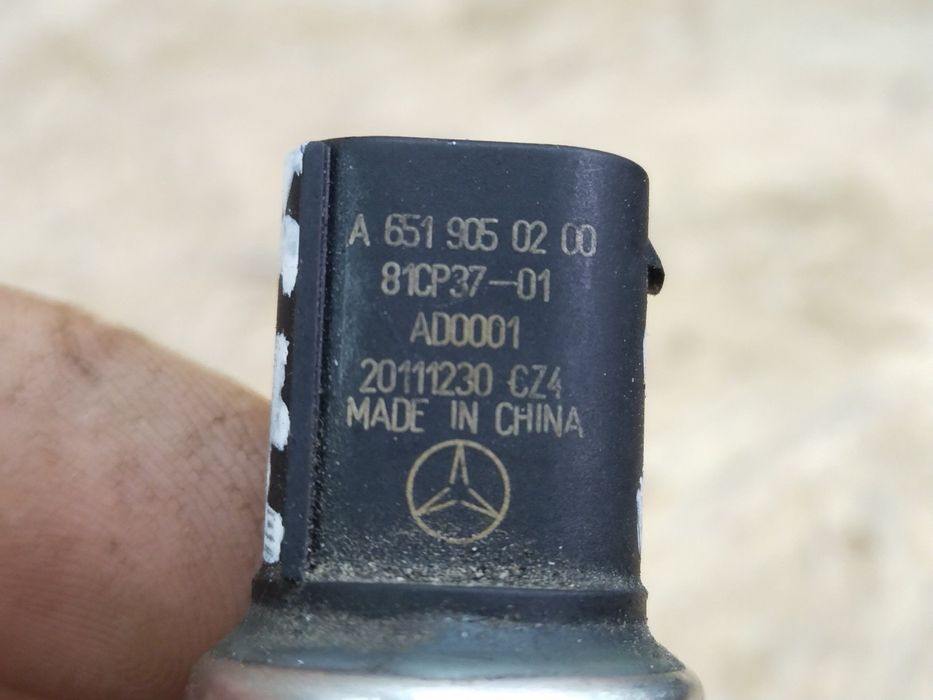 A 651 905 02 00
81CP37-01
AD0001
20111230 CZ4
MADE IN CHINA